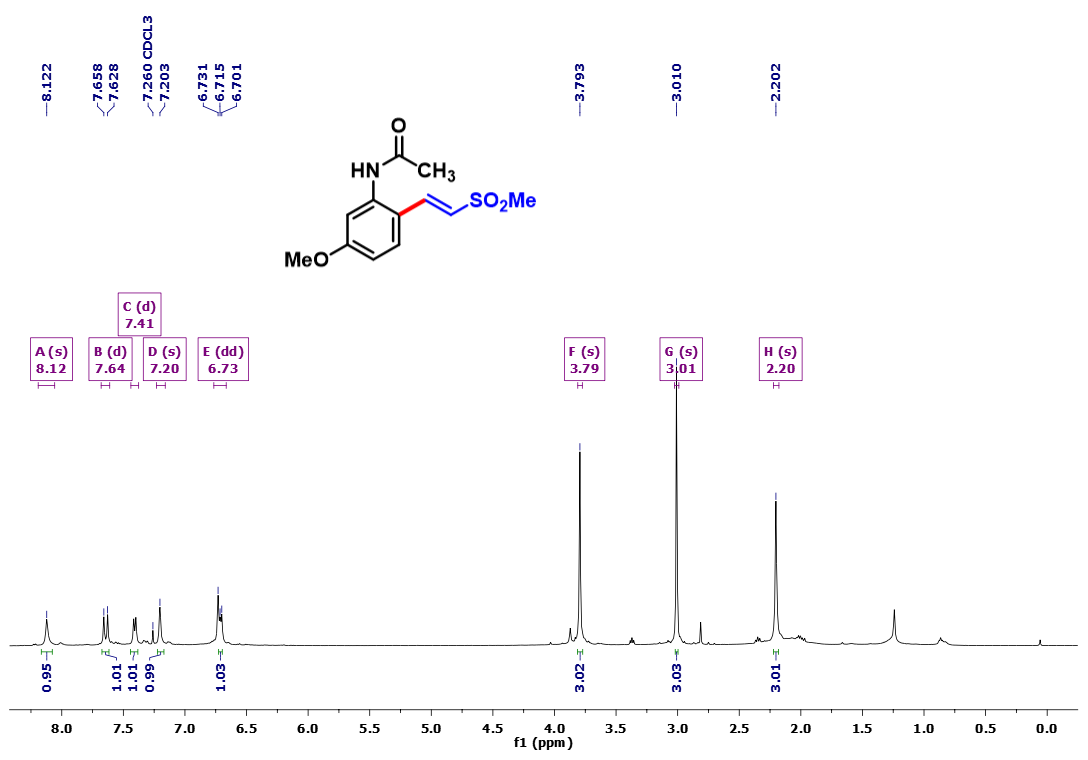 8.122
7.658
7.628
7.260 CDCL3
7.203
6.731
6.715
6.701
3.793
3.010
2.202
O
HN
CH3
SO2Me
MeO
C (d)
7.41
A (s)
8.12
B (d)
7.64
D (s)
7.20
E (dd)
6.73
F (s)
3.79
G (s)
3.01
H (s)
2.20
0.95
1.01
1.01
0.99
1.03
3.02
3.03
3.01
8.0 7.5 7.0 6.5 6.0 5.5 5.0 4.5 4.0 3.5 3.0 2.5 2.0 1.5 1.0 0.5 0.0
f1 (ppm)